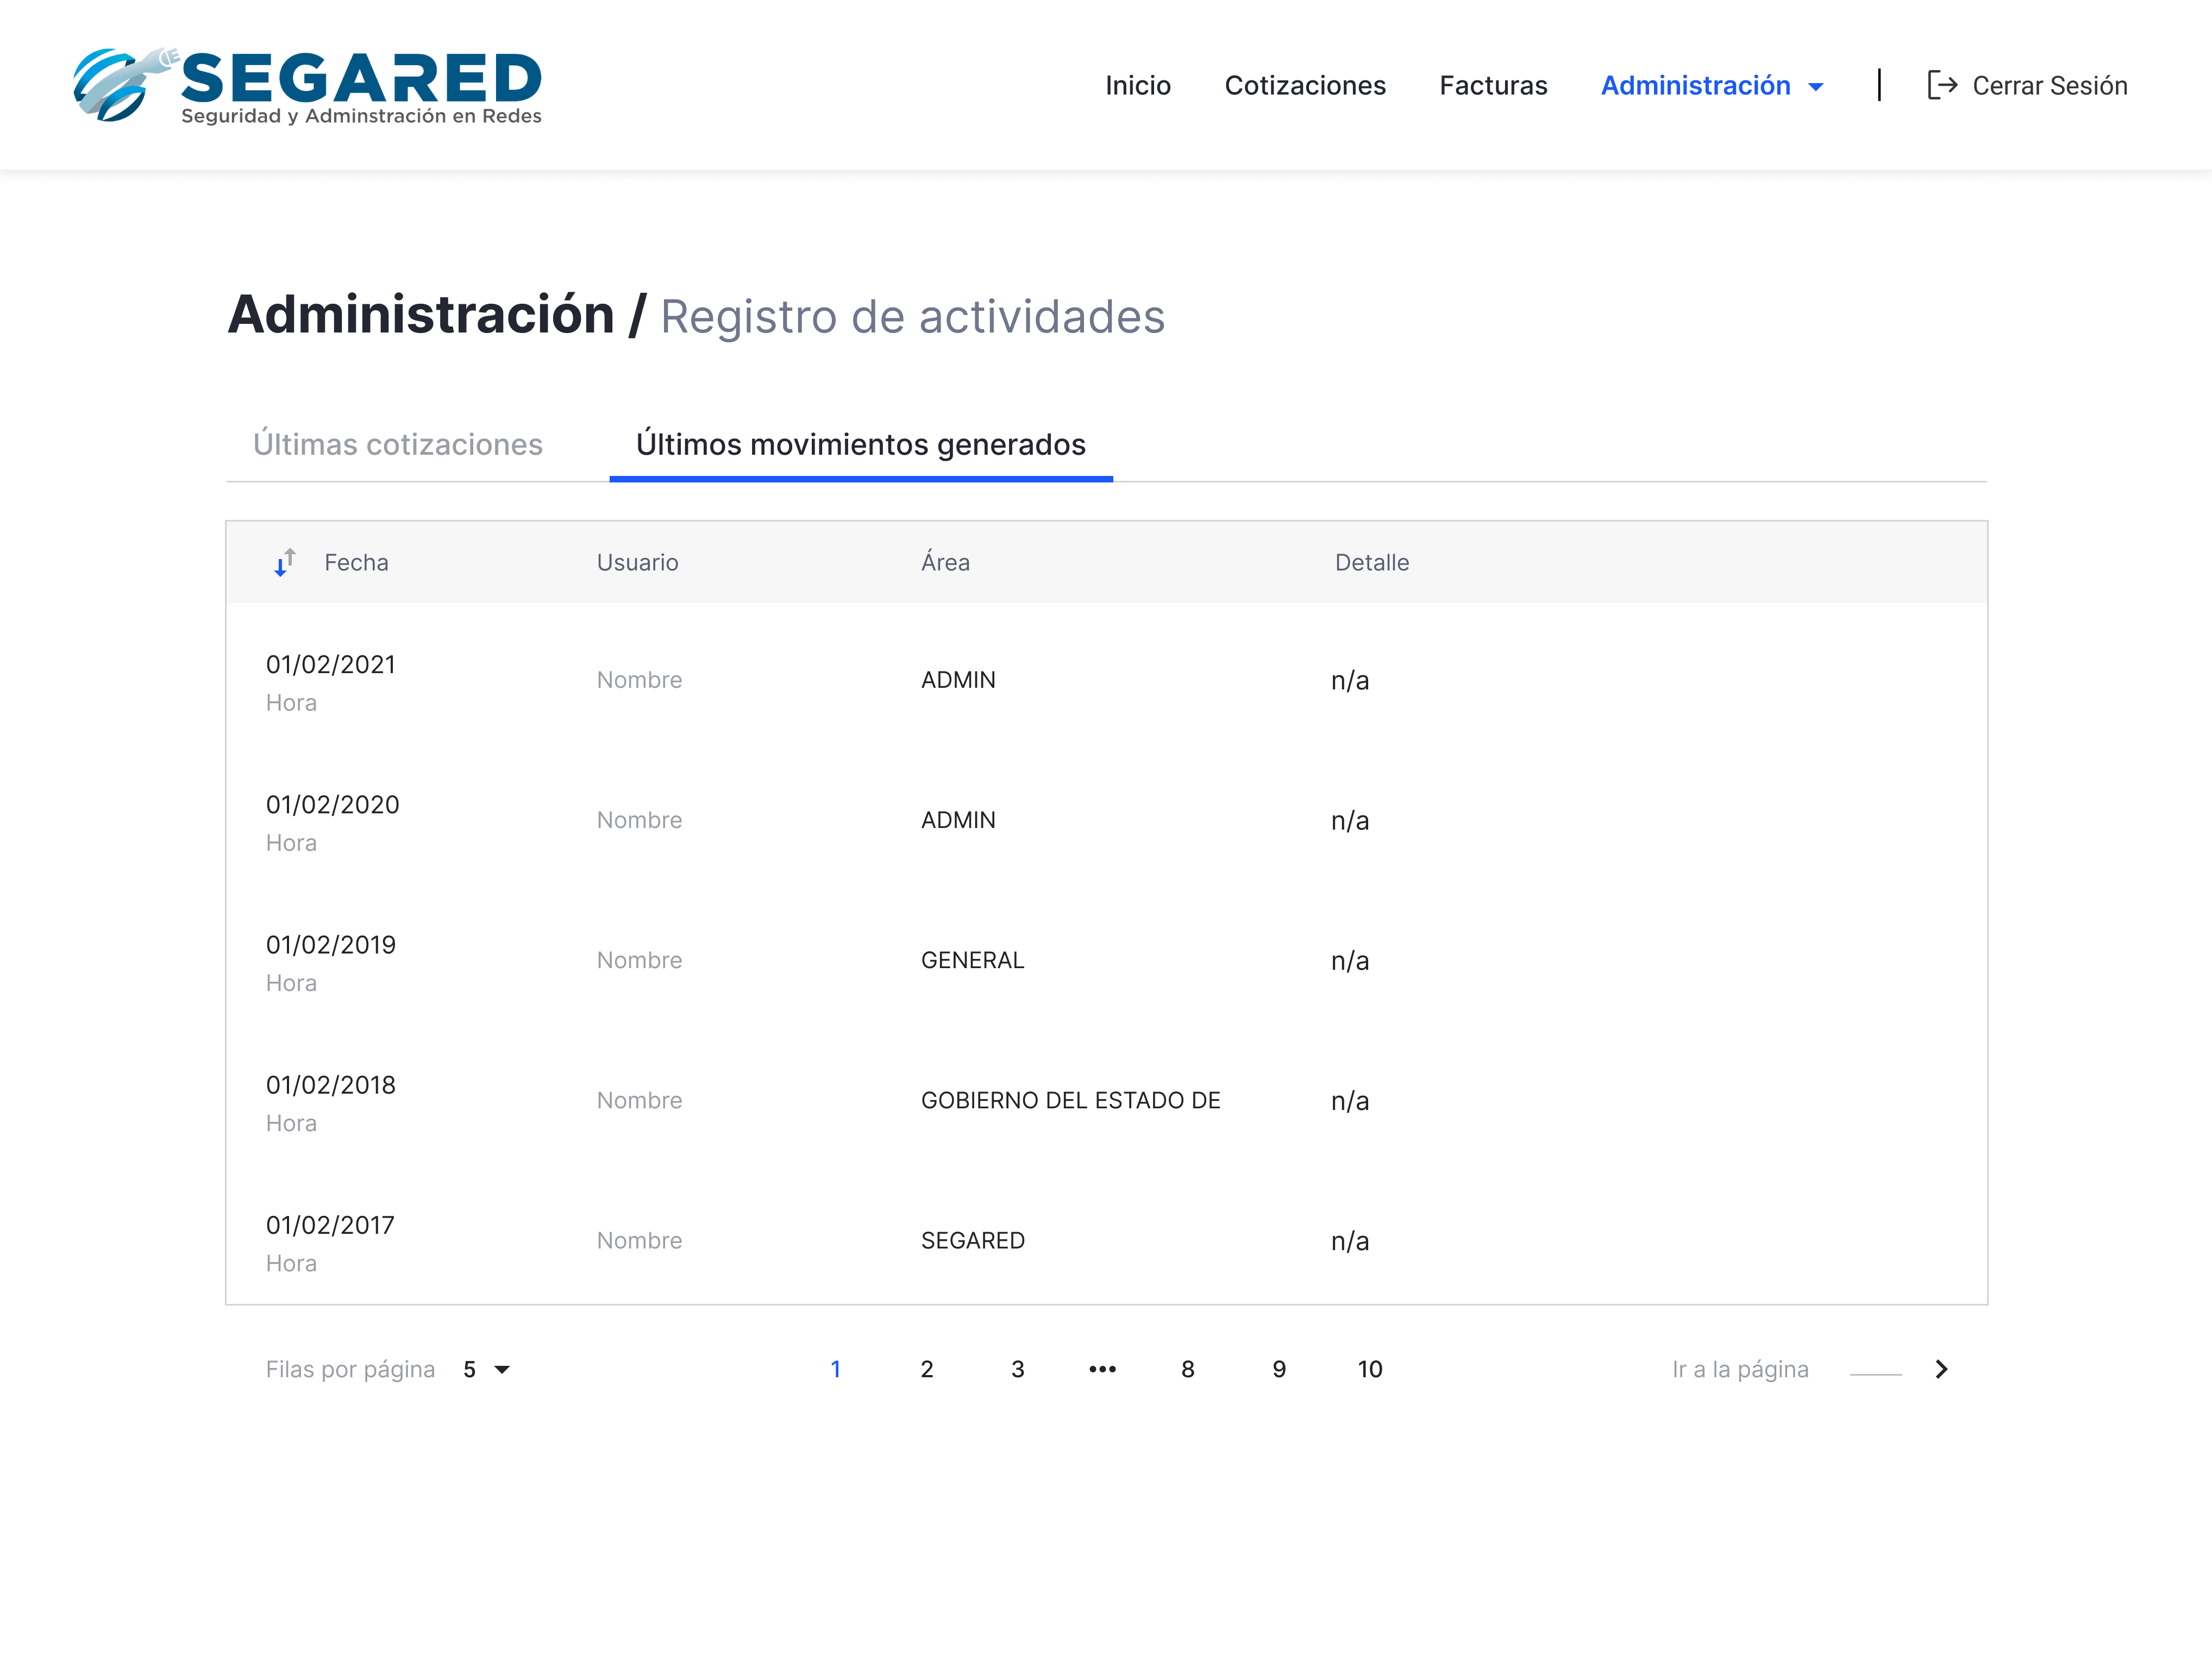 SEGARED
Seguridad y Adminstración en Redes
Inicio Cotizaciones Facturas Administración Cerrar Sesión
Administración / Registro de actividades
Últimas cotizaciones Últimos movimientos generados
Fecha Usuario Área Detalle
01/02/2021
Hora
Nombre ADMIN n/a
01/02/2020
Hora
Nombre ADMIN n/a
01/02/2019
Hora
Nombre GENERAL n/a
01/02/2018
Hora
Nombre GOBIERNO DEL ESTADO DE n/a
01/02/2017
Hora
Nombre SEGARED n/a
Filas por página 5 1 2 3 ••• 8 9 10 Ir a la página